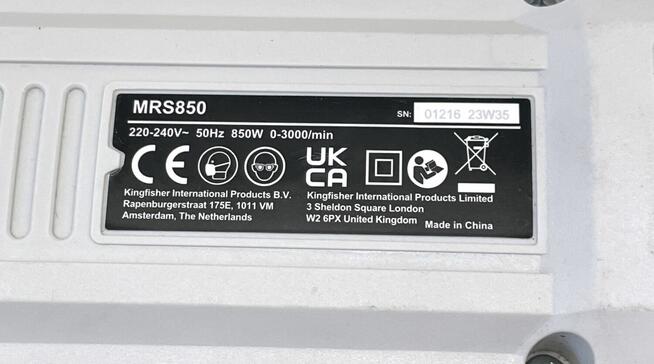 MRS850
SN: 01216 23W35
220-240V~ 50Hz 850W 0-3000/min
CE
UK
CA
Kingfisher International Products B.V.
Rapenburgerstraat 175E, 1011 VM
Amsterdam, The Netherlands
Kingfisher International Products Limited
3 Sheldon Square London
W2 6PX United Kingdom
Made in China